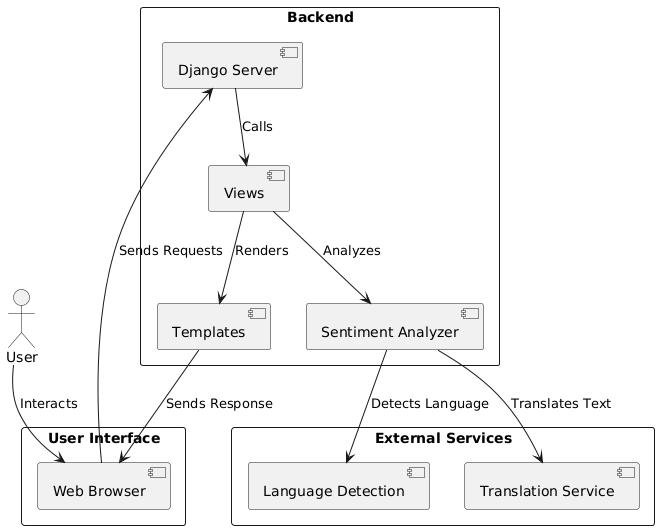 Backend
Django Server
Calls
Views
Sends Requests
Renders
Analyzes
Templates
Sentiment Analyzer
User
Interacts
Sends Response
Detects Language
Translates Text
User Interface
External Services
Web Browser
Language Detection
Translation Service